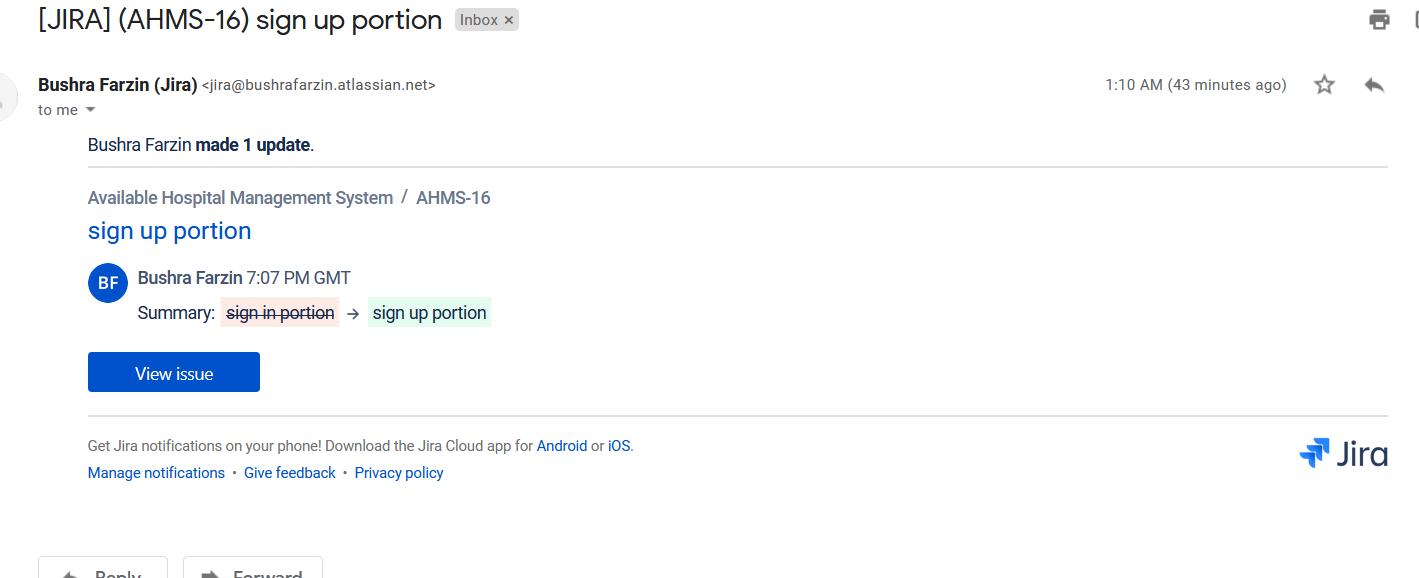 [JIRA] (AHMS-16) sign up portion Inbox ×
Bushra Farzin (Jira) <jira@bushrafarzin.atlassian.net> 1:10 AM (43 minutes ago)
to me
Bushra Farzin made 1 update.
Available Hospital Management System / AHMS-16
sign up portion
BF Bushra Farzin 7:07 PM GMT
Summary: sign in portion → sign up portion
View issue
Get Jira notifications on your phone! Download the Jira Cloud app for Android or iOS.
Manage notifications • Give feedback • Privacy policy
Jira
Reply Forward